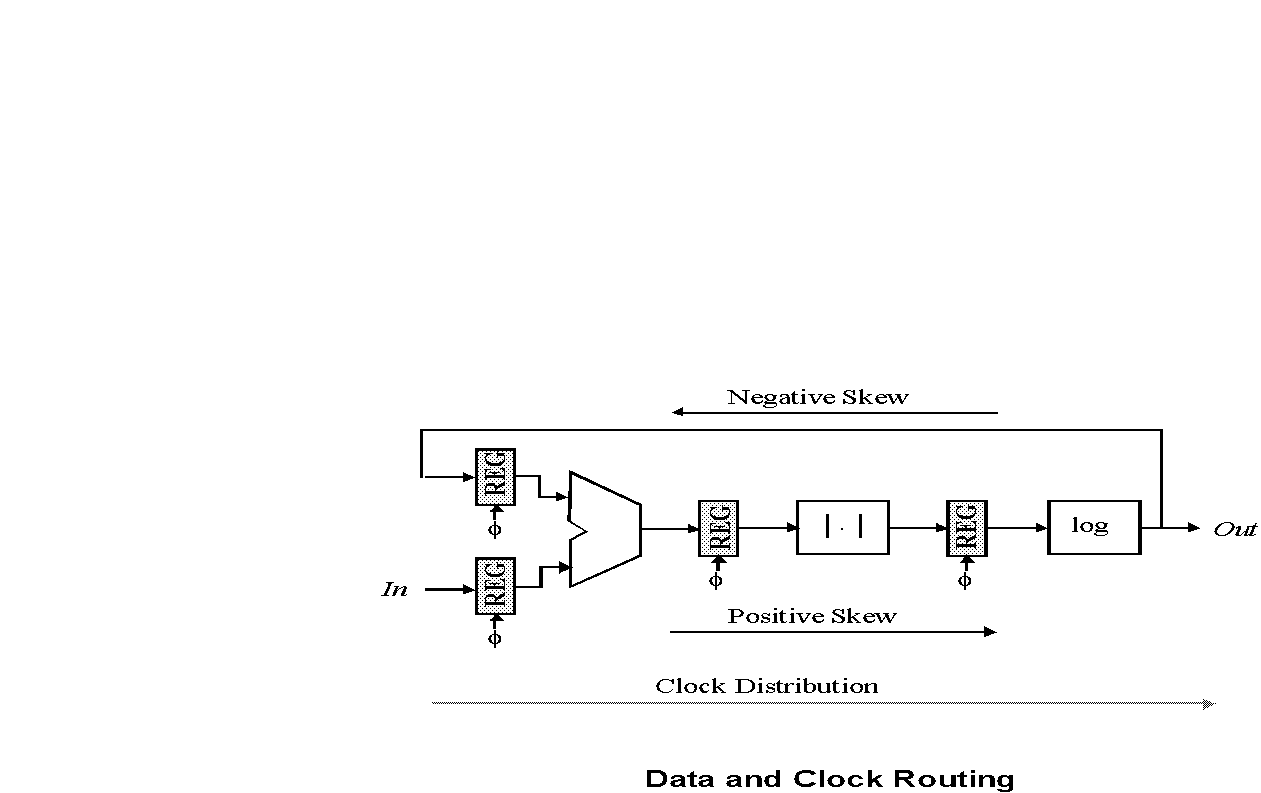 Negative Skew
REG
ϕ
REG
ϕ
In
REG
ϕ
| · |
REG
ϕ
log
Out
Positive Skew
Clock Distribution
Data and Clock Routing